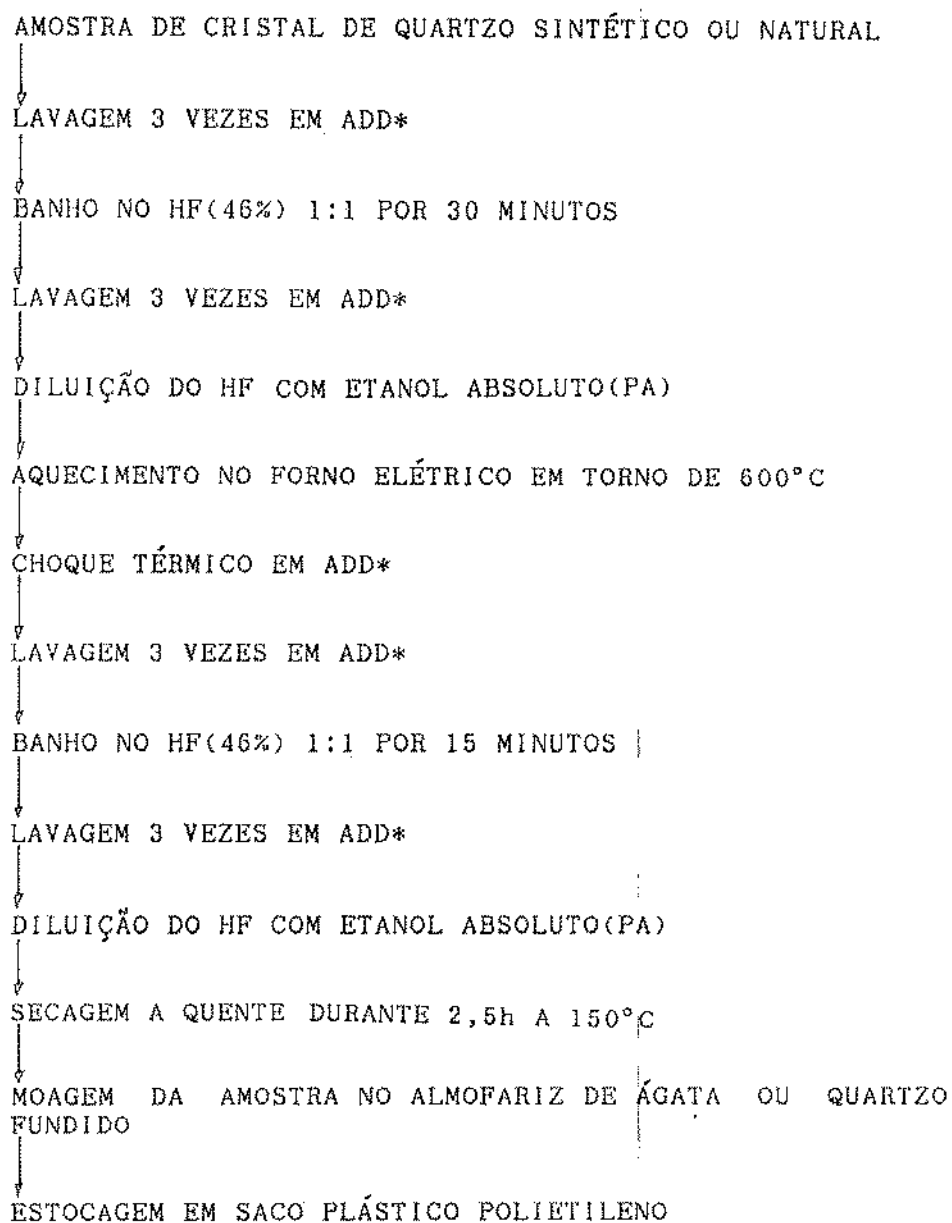 AMOSTRA DE CRISTAL DE QUARTZO SINTÉTICO OU NATURAL
LAVAGEM 3 VEZES EM ADD*
BANHO NO HF(46%) 1:1 POR 30 MINUTOS
LAVAGEM 3 VEZES EM ADD*
DILUIÇÃO DO HF COM ETANOL ABSOLUTO(PA)
AQUECIMENTO NO FORNO ELÉTRICO EM TORNO DE 600°C
CHOQUE TÉRMICO EM ADD*
LAVAGEM 3 VEZES EM ADD*
BANHO NO HF(46%) 1:1 POR 15 MINUTOS
LAVAGEM 3 VEZES EM ADD*
DILUIÇÃO DO HF COM ETANOL ABSOLUTO(PA)
SECAGEM A QUENTE DURANTE 2,5h A 150°C
MOAGEM DA AMOSTRA NO ALMOFARIZ DE ÁGATA OU QUARTZO
FUNDIDO
ESTOCAGEM EM SACO PLÁSTICO POLIETILENO